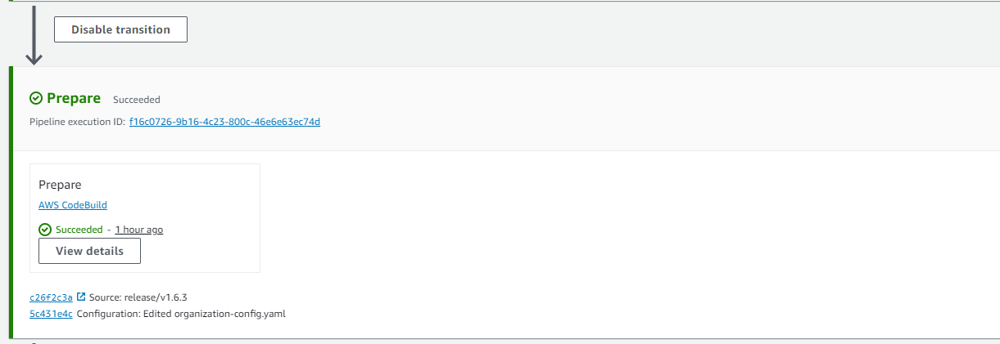 Disable transition
Prepare Succeeded
Pipeline execution ID: f16c0726-9b16-4c23-800c-46e6e63ec74d
Prepare
AWS CodeBuild
Succeeded - 1 hour ago
View details
c26f2c3a Source: release/v1.6.3
5c431e4c Configuration: Edited organization-config.yaml